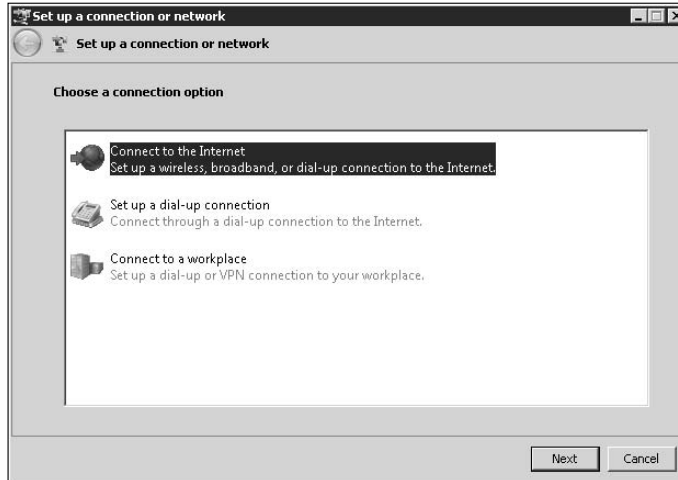 Set up a connection or network
Set up a connection or network
Choose a connection option
Connect to the Internet
Set up a wireless, broadband, or dial-up connection to the Internet.
Set up a dial-up connection
Connect through a dial-up connection to the Internet.
Connect to a workplace
Set up a dial-up or VPN connection to your workplace.
Next Cancel